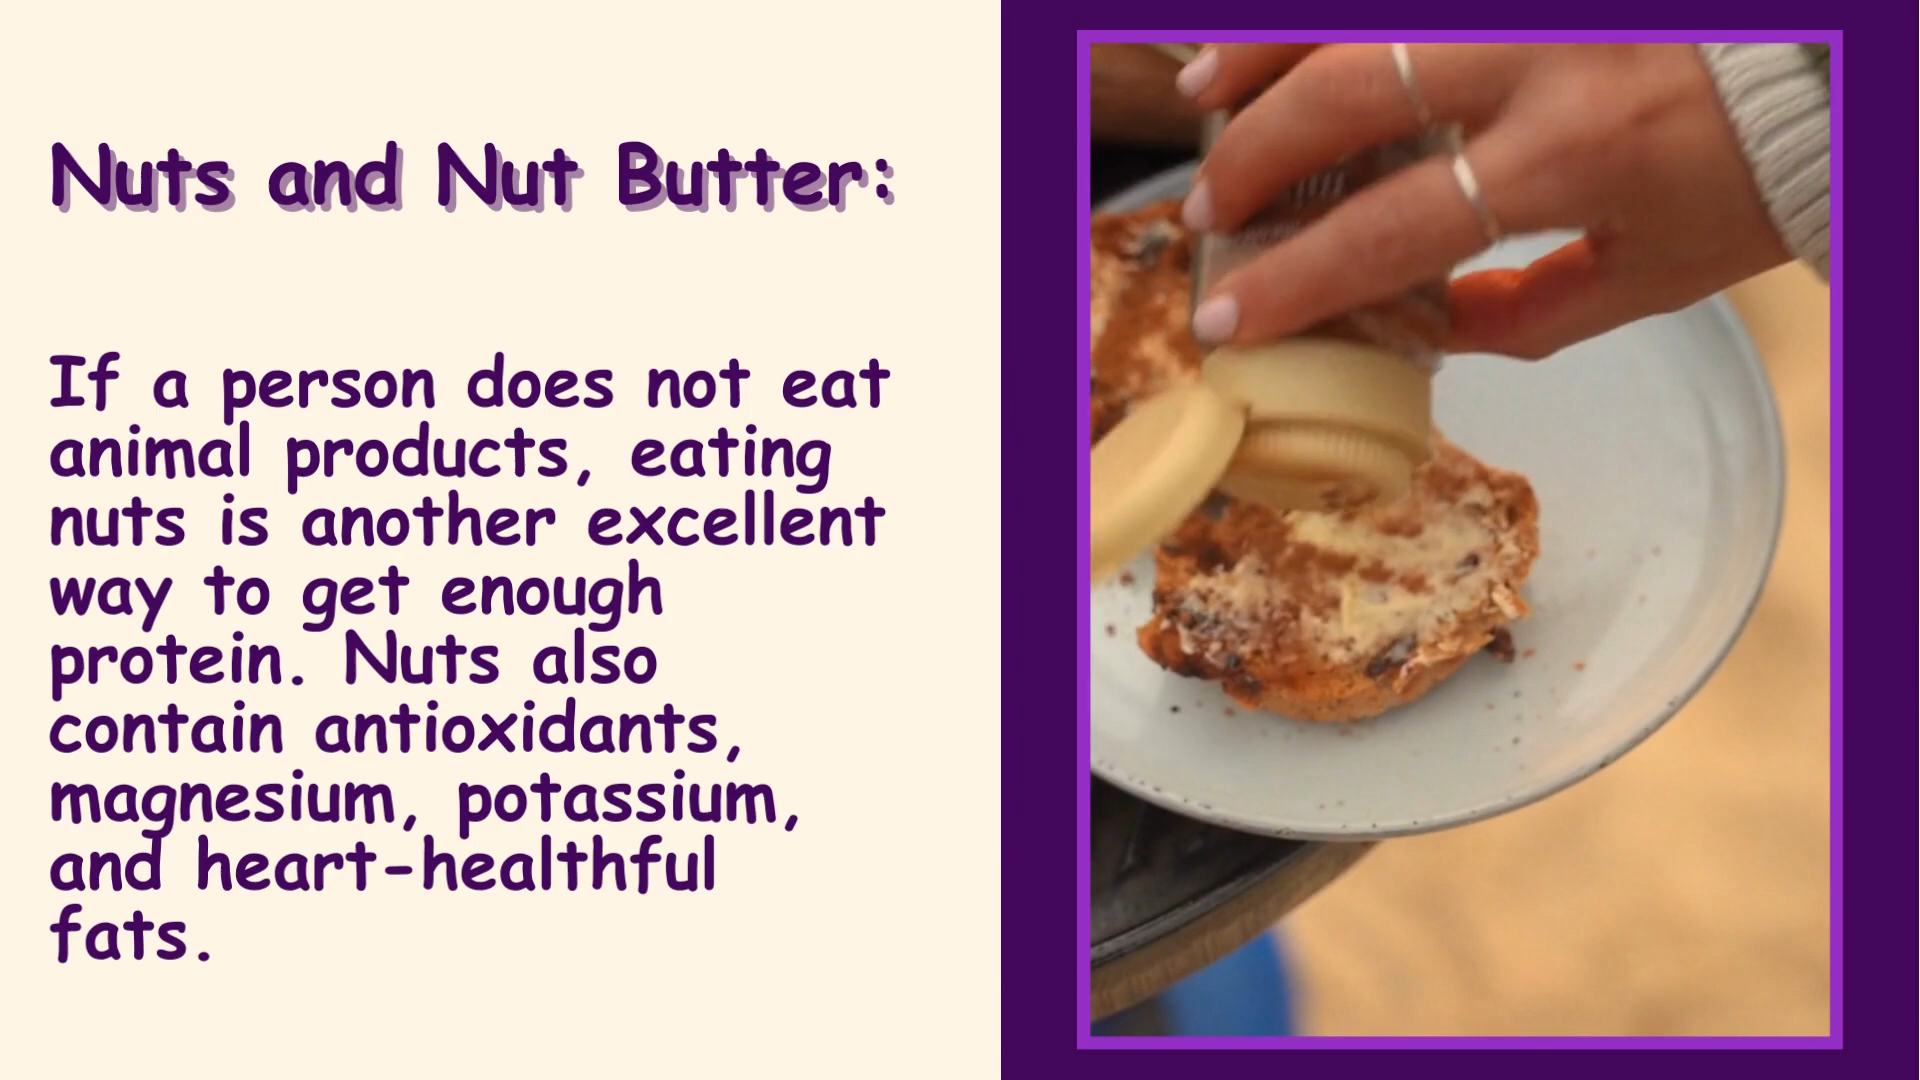 Nuts and Nut Butter:
If a person does not eat
animal products, eating
nuts is another excellent
way to get enough
protein. Nuts also
contain antioxidants,
magnesium, potassium,
and heart-healthful
fats.